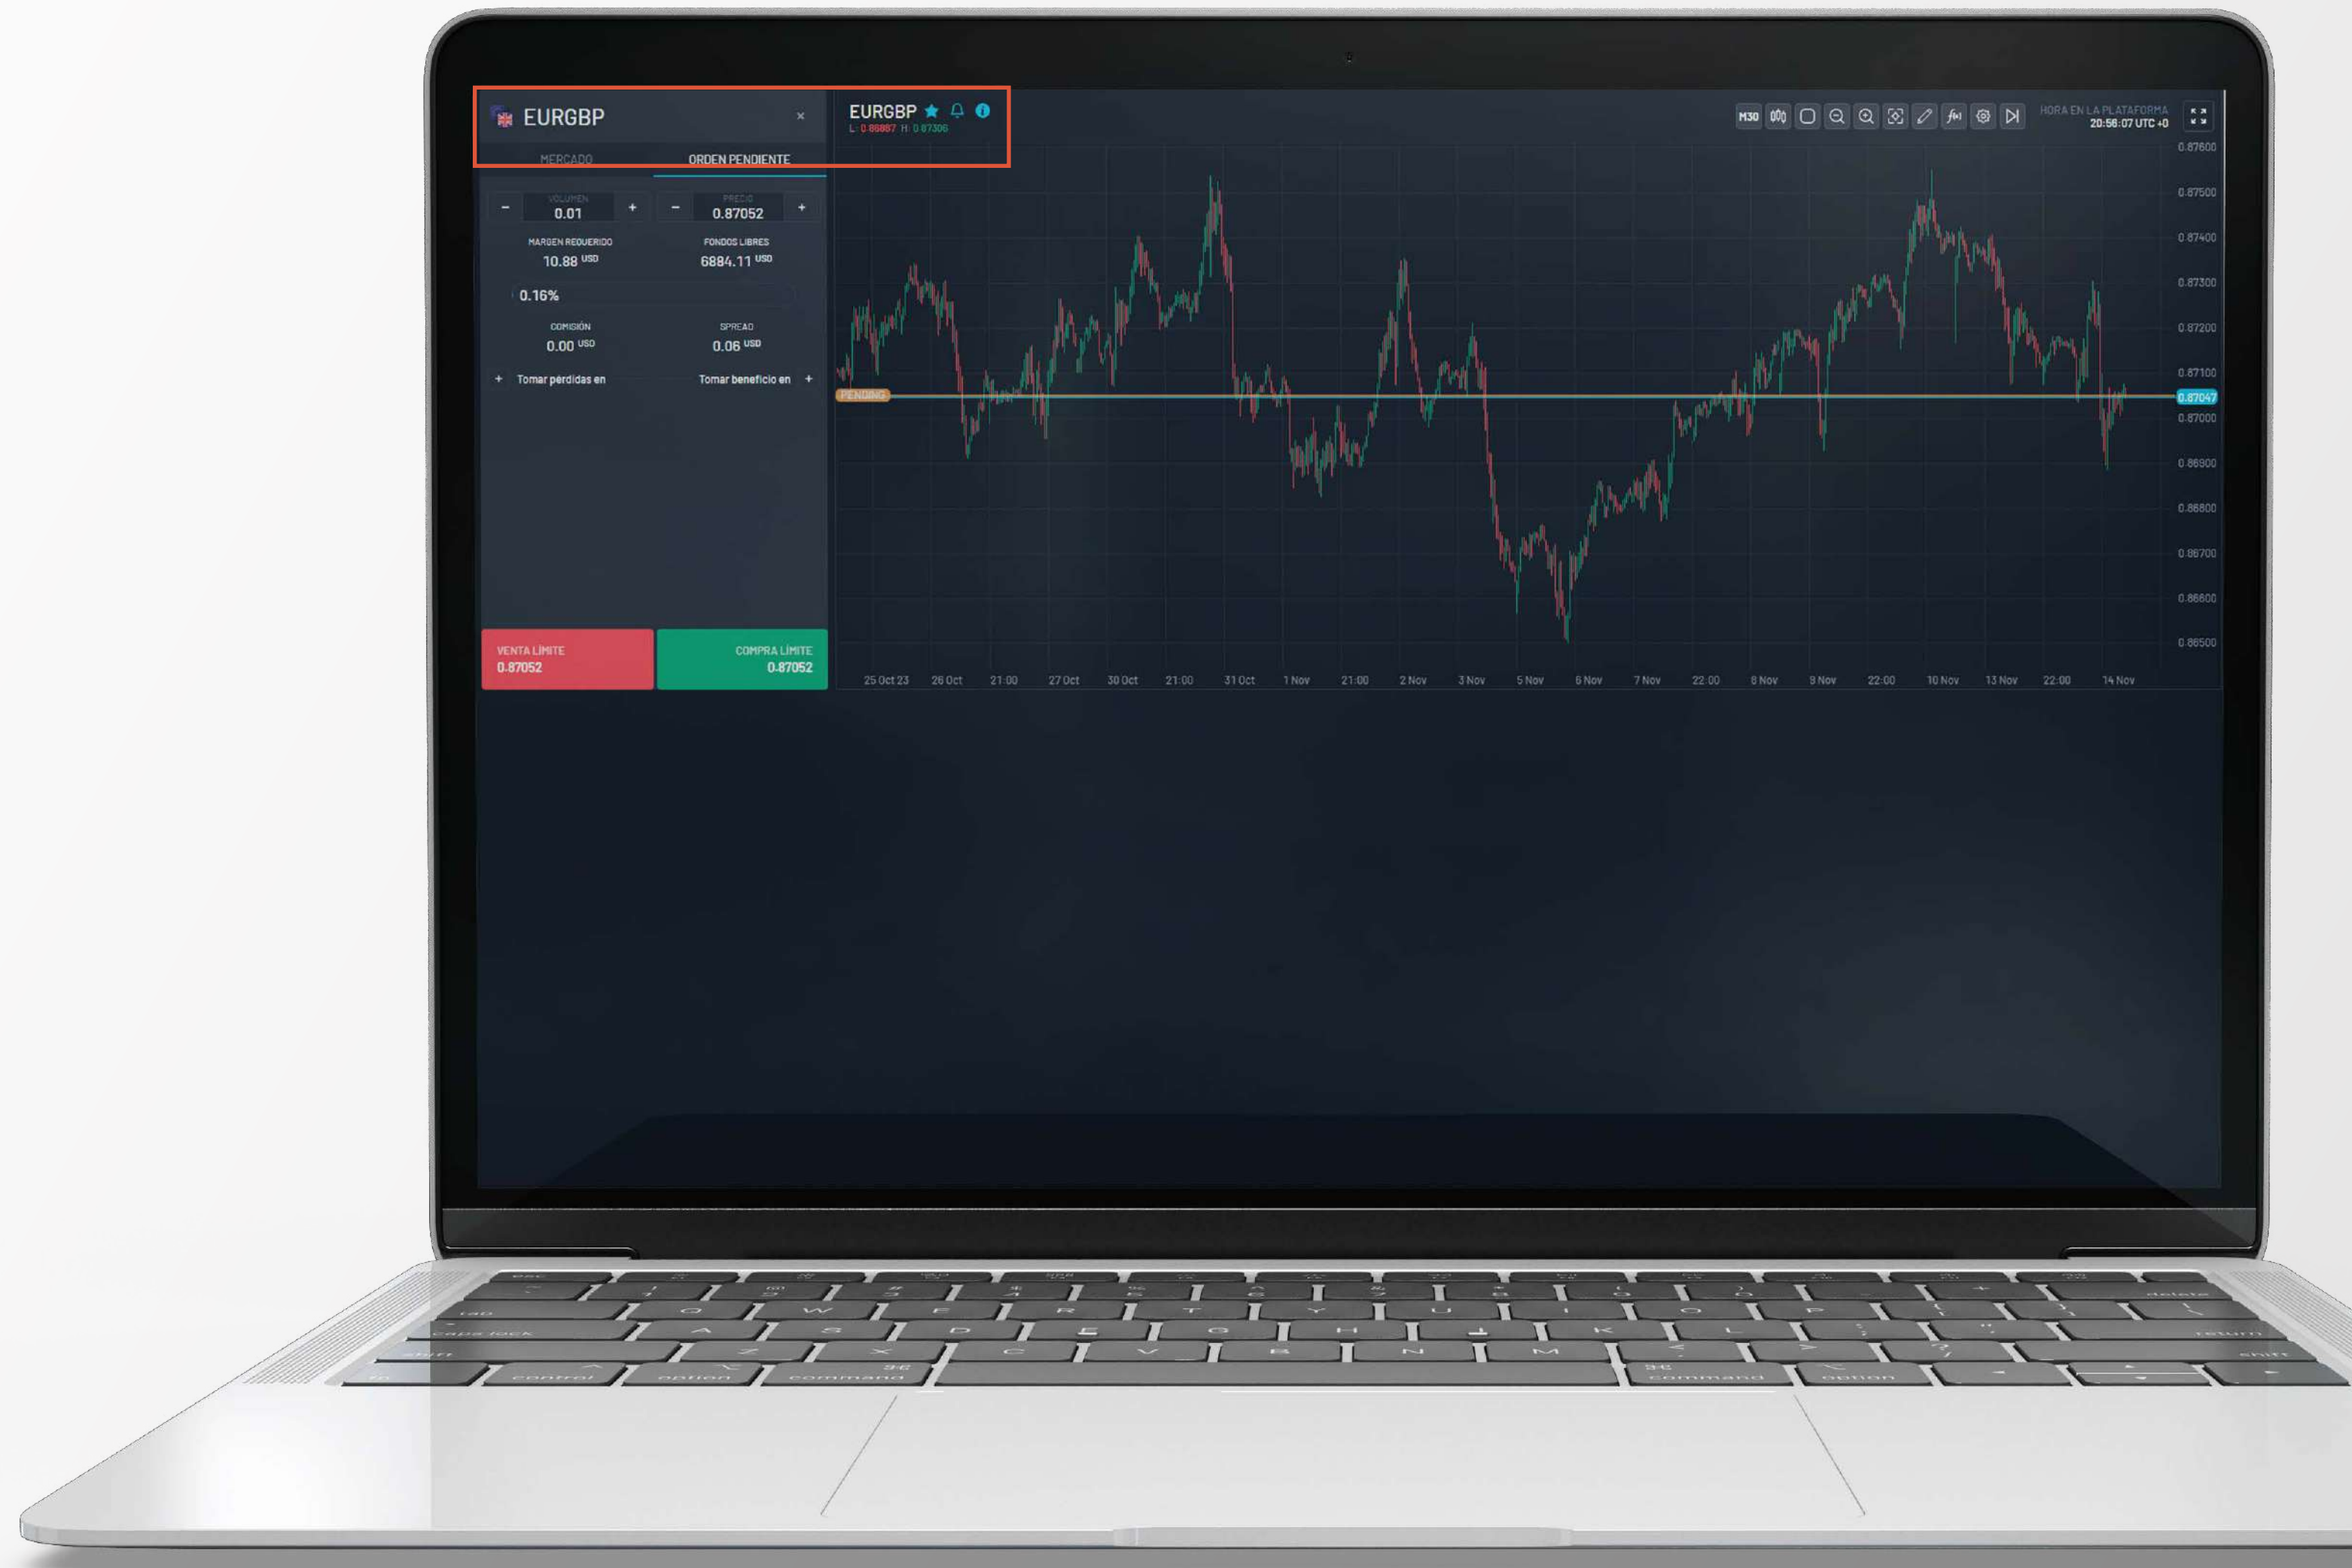 EURGBP ×
MERCADO ORDEN PENDIENTE
VOLUMEN PRECIO
- 0.01 + - 0.87052 +
MARGEN REQUERIDO FONDOS LIBRES
10.88 USD 6884.11 USD
0.16%
COMISIÓN SPREAD
0.00 USD 0.06 USD
+ Tomar pérdidas en Tomar beneficio en +
VENTA LÍMITE COMPRA LÍMITE
0.87052 0.87052
EURGBP
L: 0.86887 H: 0.87306
M30
f(x)
HORA EN LA PLATAFORMA
20:56:07 UTC +0
PENDING
0.87600
0.87500
0.87400
0.87300
0.87200
0.87100
0.87047
0.87000
0.86900
0.86800
0.86700
0.86600
0.86500
25 Oct 23 26 Oct 21:00 27 Oct 30 Oct 21:00 31 Oct 1 Nov 21:00 2 Nov 3 Nov 5 Nov 6 Nov 7 Nov 22:00 8 Nov 9 Nov 22:00 10 Nov 13 Nov 22:00 14 Nov
esc
delete
tab Q W E R T Y U I O P
caps lock A S D F G H J K L return
shift Z X C V B N M shift
fn control option command command option